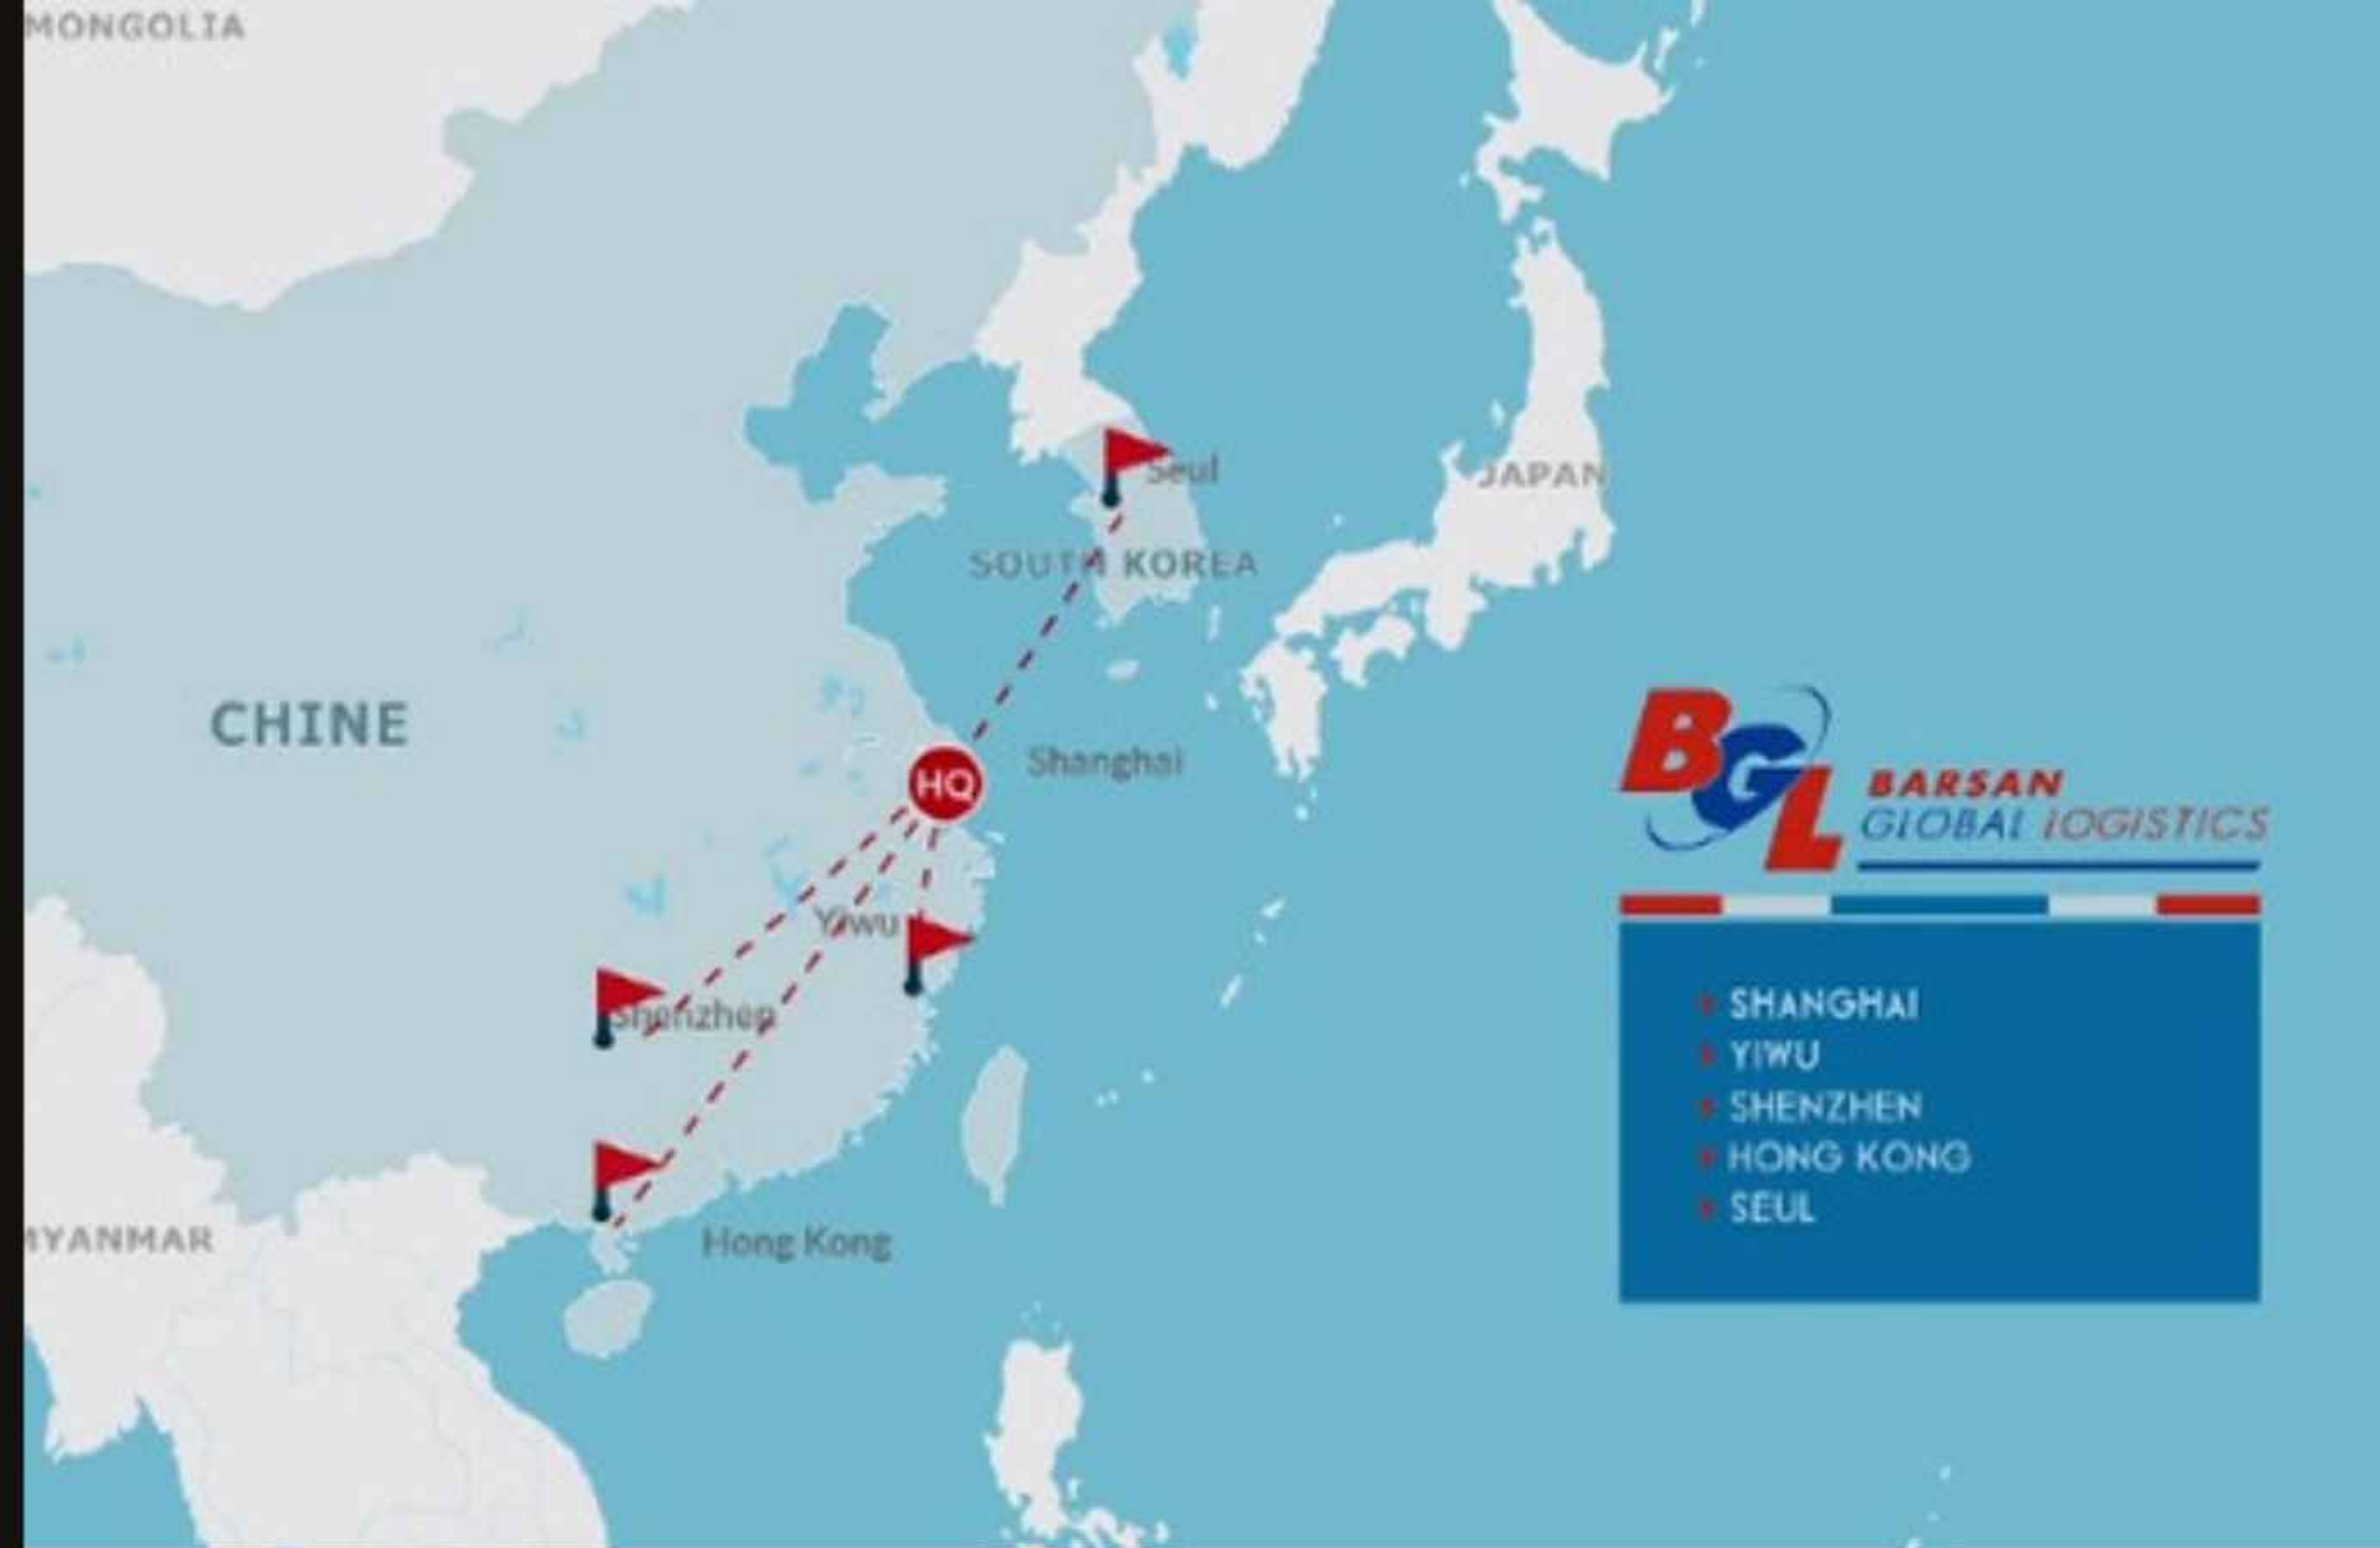 MONGOLIA
Seul
JAPAN
SOUTH KOREA
CHINE
Shanghai
HQ
BGL
BARSAN
GLOBAL LOGISTICS
Yiwu
Shenzhen
SHANGHAI
YIWU
SHENZHEN
HONG KONG
SEUL
MYANMAR
Hong Kong